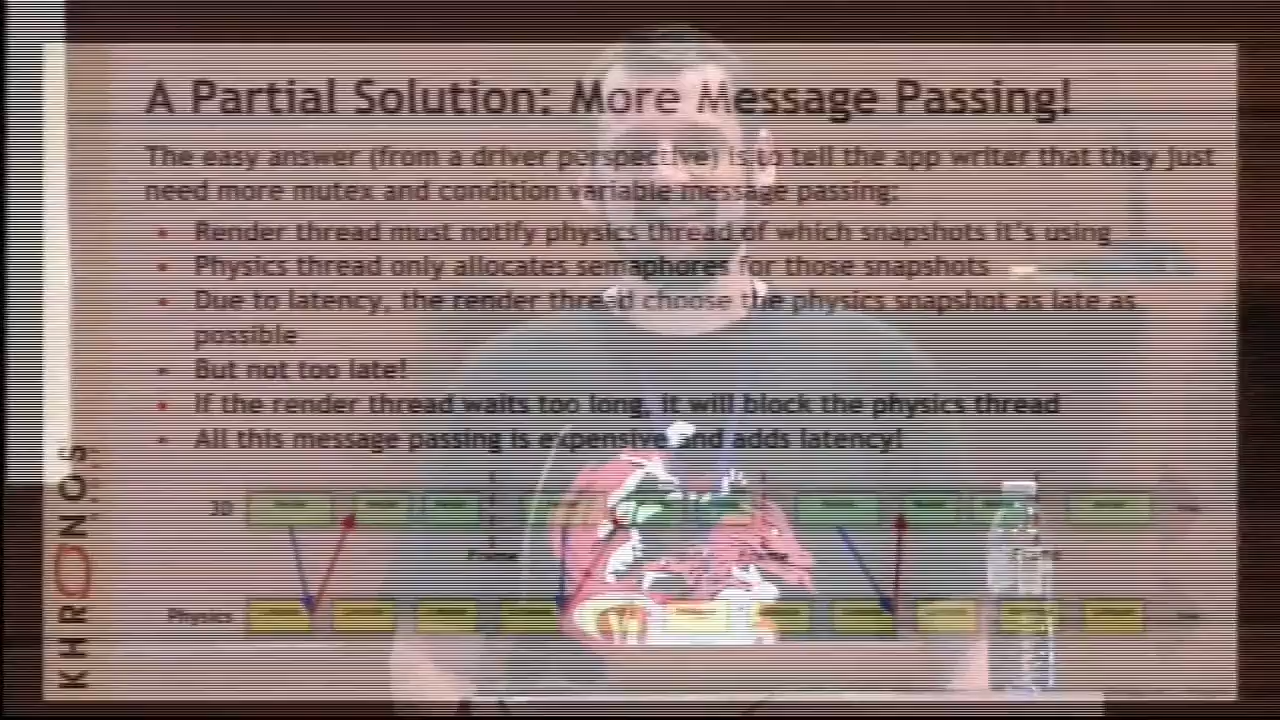 A Partial Solution: More Message Passing!
The easy answer (from a driver perspective) is to tell the app writer that they just
need more mutex and condition variable message passing:
• Render thread must notify physics thread of which snapshots it's using
• Physics thread only allocates semaphores for those snapshots
• Due to latency, the render thread choose the physics snapshot as late as
possible
• But not too late!
• If the render thread waits too long, it will block the physics thread
• All this message passing is expensive and adds latency!
3D
Frame
Frame
Frame
Physics
KHRONOS